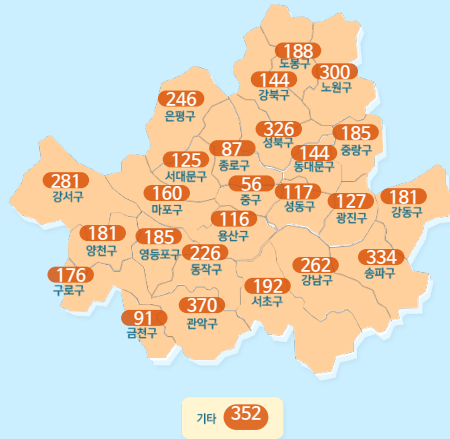 188
도봉구
300
노원구
144
강북구
246
은평구
326
성북구
185
중랑구
87
종로구
144
동대문구
125
서대문구
281
강서구
160
마포구
56
중구
117
성동구
127
광진구
181
강동구
116
용산구
181
양천구
185
영등포구
226
동작구
334
송파구
262
강남구
176
구로구
192
서초구
370
관악구
91
금천구
기타 352